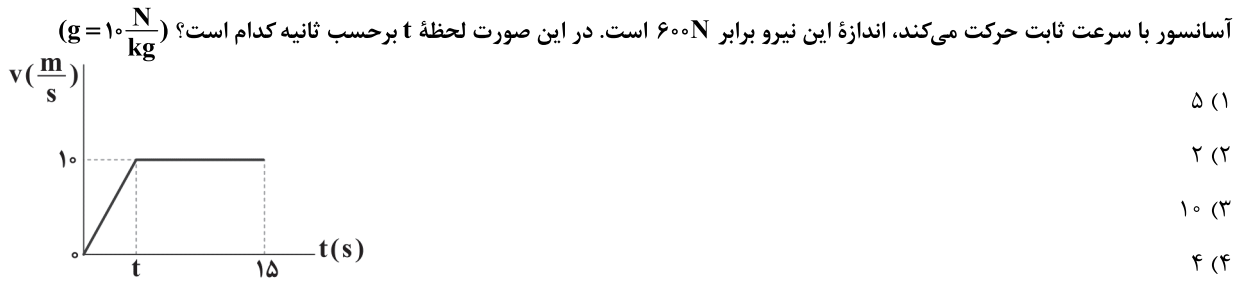 آسانسور با سرعت ثابت حرکت می‌کند، اندازهٔ این نیرو برابر ۶۰۰N است. در این صورت لحظهٔ t برحسب ثانیه کدام است؟ (g = ۱۰ N/kg)
v(m/s)
۱) ۵
۲) ۲
۱۰
۳) ۱۰
۰
t(s)
t
۱۵
۴) ۴